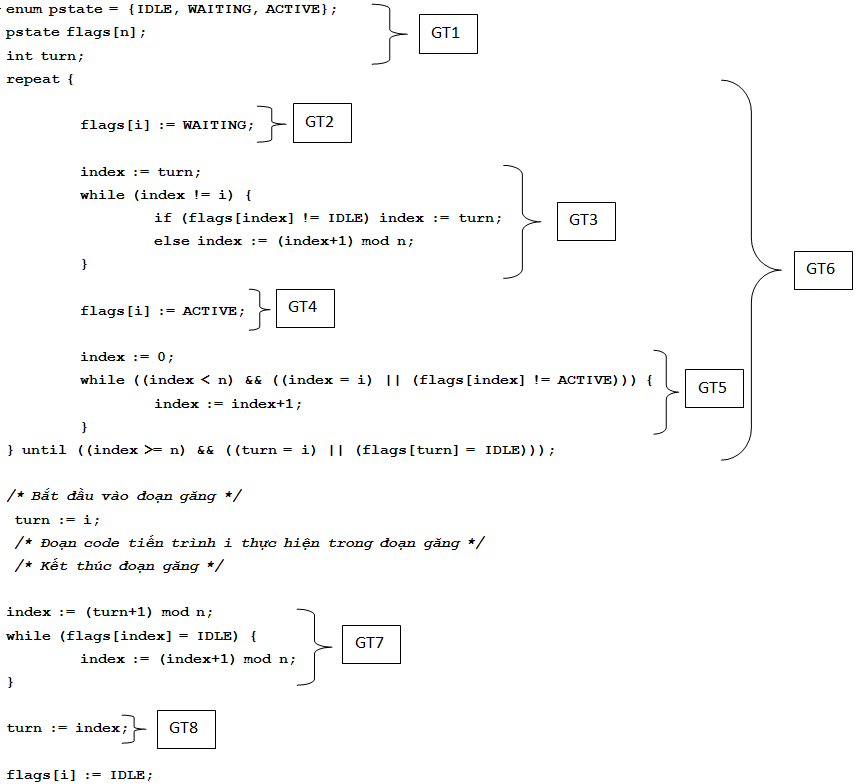 enum pstate = {IDLE, WAITING, ACTIVE};
pstate flags[n];
GT1
int turn;
repeat {
flags[i] := WAITING;
GT2
index := turn;
while (index != i) {
if (flags[index] != IDLE) index := turn;
GT3
else index := (index+1) mod n;
}
GT6
flags[i] := ACTIVE;
GT4
index := 0;
while ((index < n) && ((index = i) || (flags[index] != ACTIVE))) {
GT5
index := index+1;
}
} until ((index >= n) && ((turn = i) || (flags[turn] = IDLE)));
/* Bắt đầu vào đoạn găng */
turn := i;
/* Đoạn code tiến trình i thực hiện trong đoạn găng */
/* Kết thúc đoạn găng */
index := (turn+1) mod n;
while (flags[index] = IDLE) {
GT7
index := (index+1) mod n;
}
turn := index;
GT8
flags[i] := IDLE;